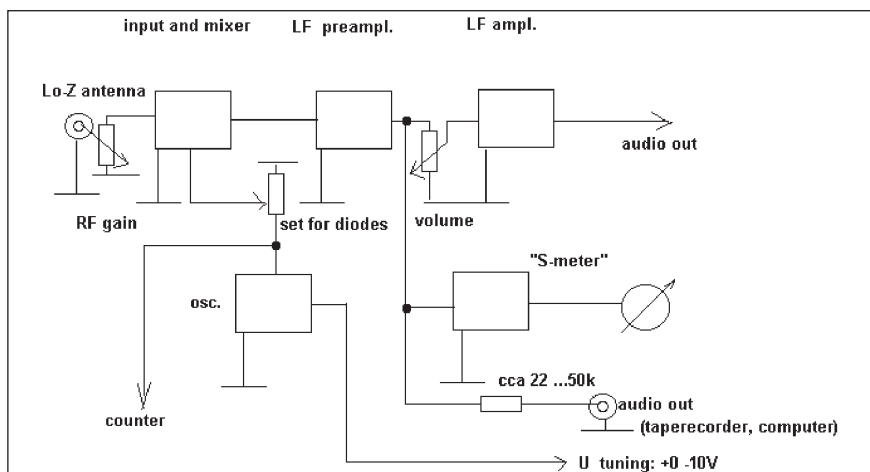 input and mixer
LF preampl.
LF ampl.
Lo-Z antenna
audio out
RF gain
set for diodes
volume
"S-meter"
osc.
cca 22 ...50k
counter
audio out
(taperecorder, computer)
U tuning: +0 -10V